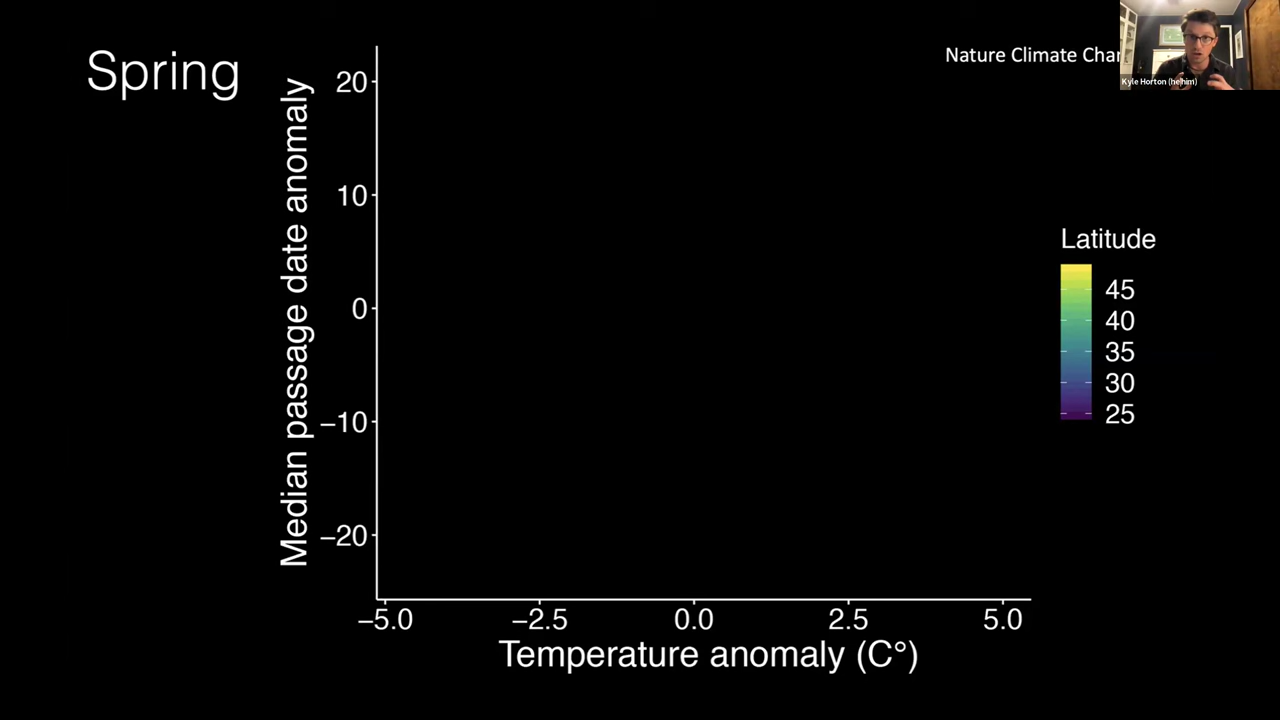 Spring
Nature Climate Chan
Kyle Horton (he|him)
Median passage date anomaly
20
10
0
−10
−20
−5.0
−2.5
0.0
2.5
5.0
Temperature anomaly (C°)
Latitude
45
40
35
30
25